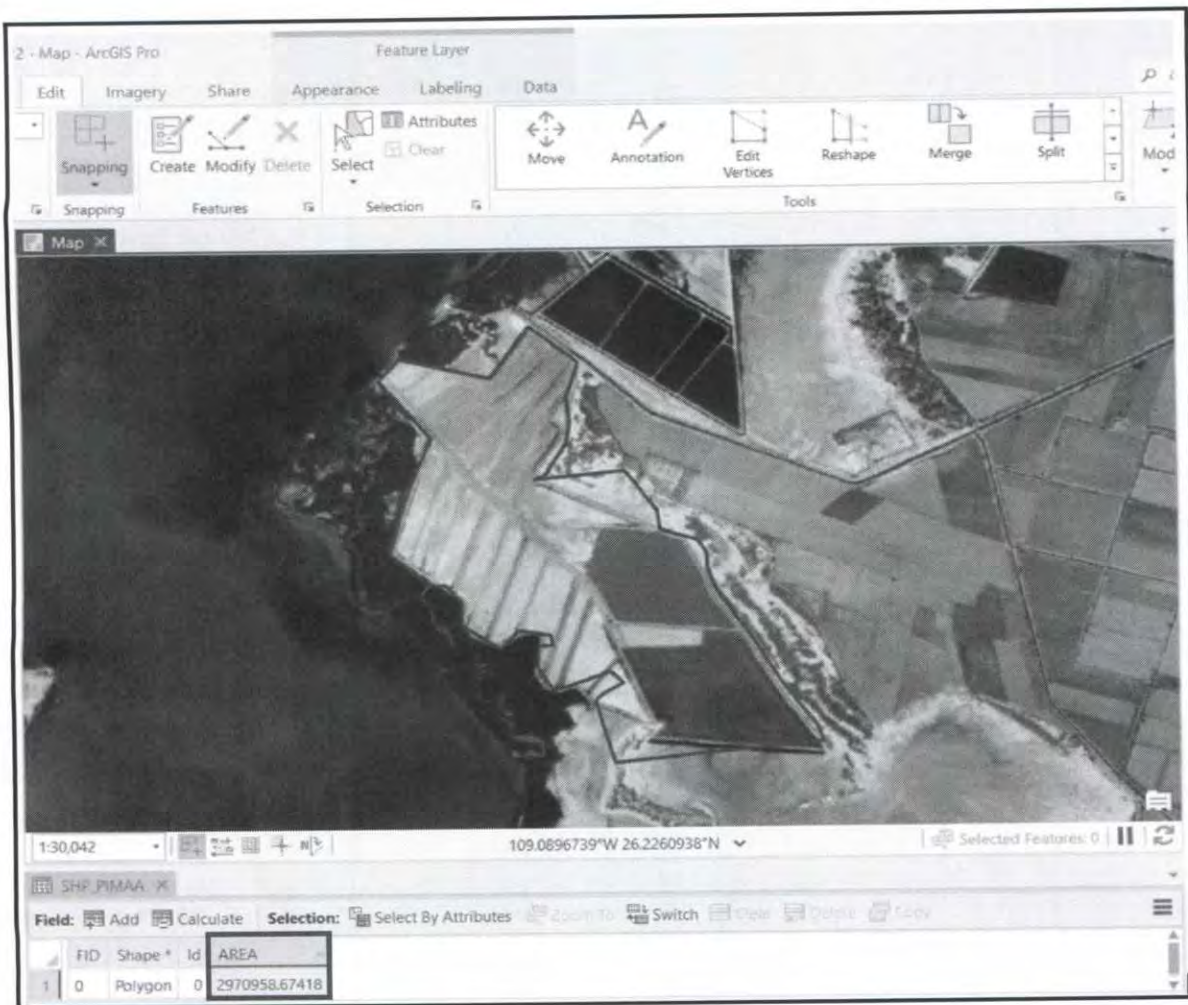 2 - Map - ArcGIS Pro
Feature Layer
Edit Imagery Share Appearance Labeling Data
Snapping
Create Modify Delete
Select
Attributes
Clear
Move Annotation Edit Vertices Reshape Merge Split
Mod
Snapping Features Selection Tools
Map
1:30,042
109.0896739°W 26.2260938°N
Selected Features: 0
SHP_PIMAA
Field: Add Calculate Selection: Select By Attributes Zoom To Switch Clear Delete Copy
FID Shape * Id AREA
1 0 Polygon 0 2970958.67418